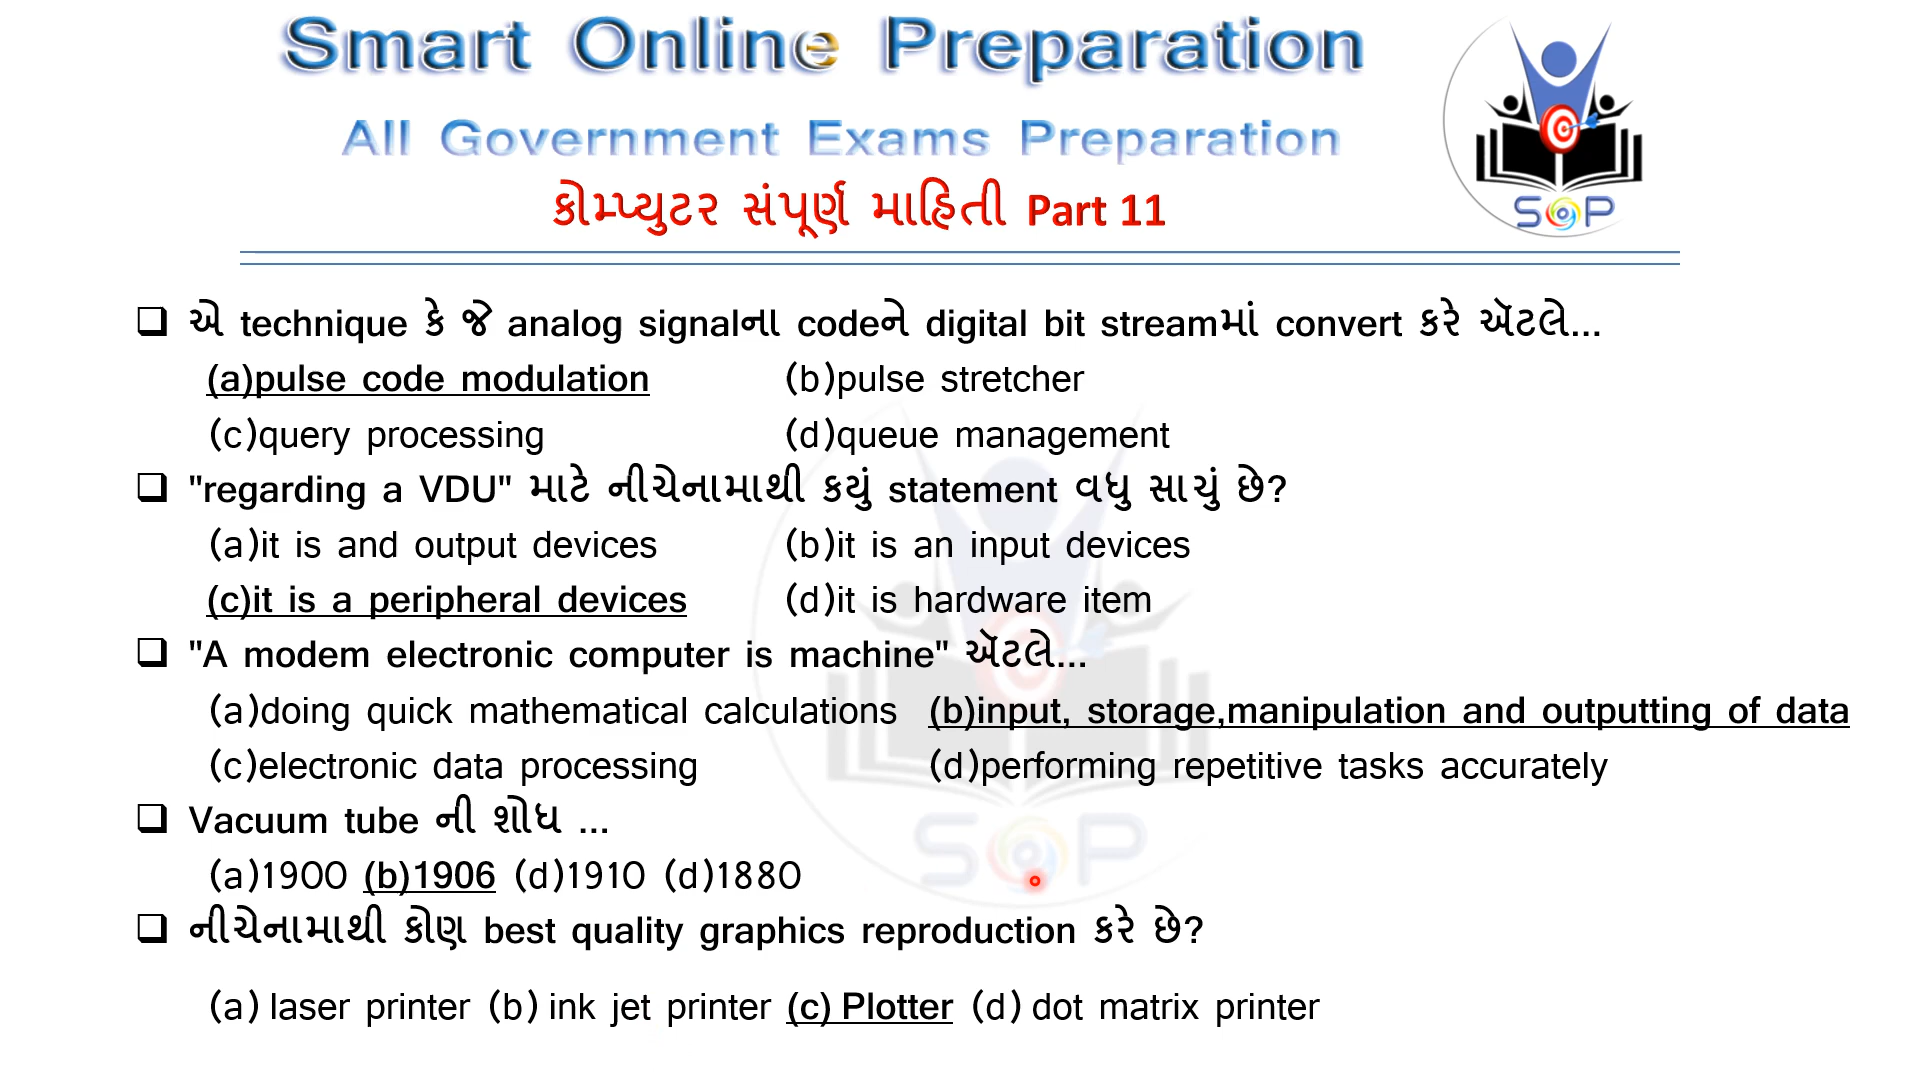 Smart Online Preparation
All Government Exams Preparation
કોમ્પ્યુટર સંપૂર્ણ માહિતી Part 11
SOP
❑ એ technique કે જે analog signalના codeને digital bit streamમાં convert કરે ઍટલે...
(a)pulse code modulation (b)pulse stretcher
(c)query processing (d)queue management
❑ "regarding a VDU" માટે નીચેનામાથી કયું statement વધુ સાચું છે?
(a)it is and output devices (b)it is an input devices
(c)it is a peripheral devices (d)it is hardware item
❑ "A modem electronic computer is machine" ઍટલે...
(a)doing quick mathematical calculations (b)input, storage,manipulation and outputting of data
(c)electronic data processing (d)performing repetitive tasks accurately
❑ Vacuum tube ની શોધ ...
(a)1900 (b)1906 (d)1910 (d)1880
SOP
❑ નીચેનામાથી કોણ best quality graphics reproduction કરે છે?
(a) laser printer (b) ink jet printer (c) Plotter (d) dot matrix printer